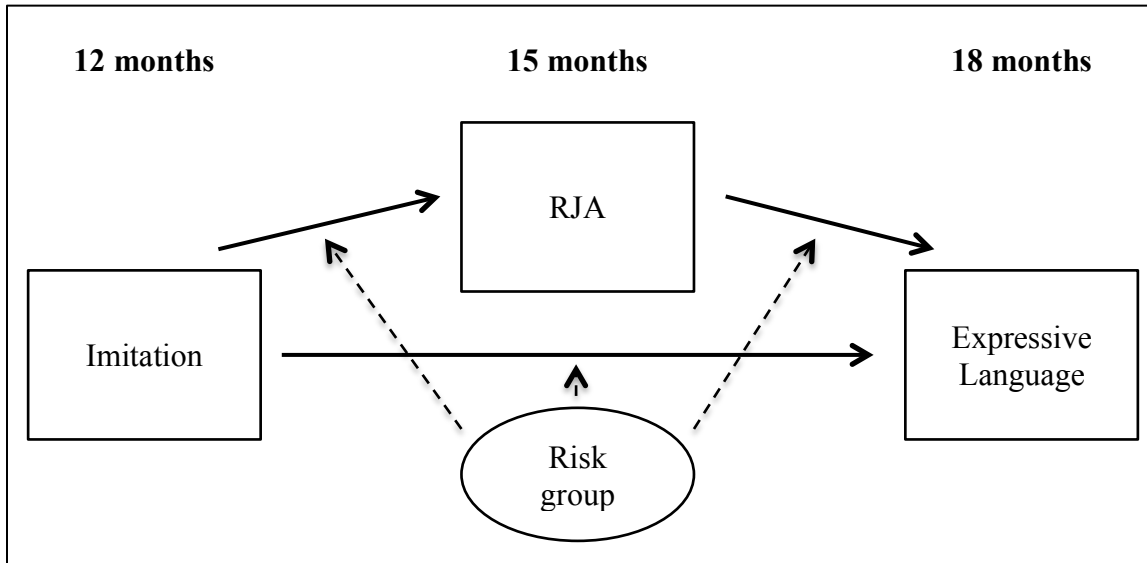 12 months
15 months
18 months
RJA
Imitation
Expressive
Language
Risk
group